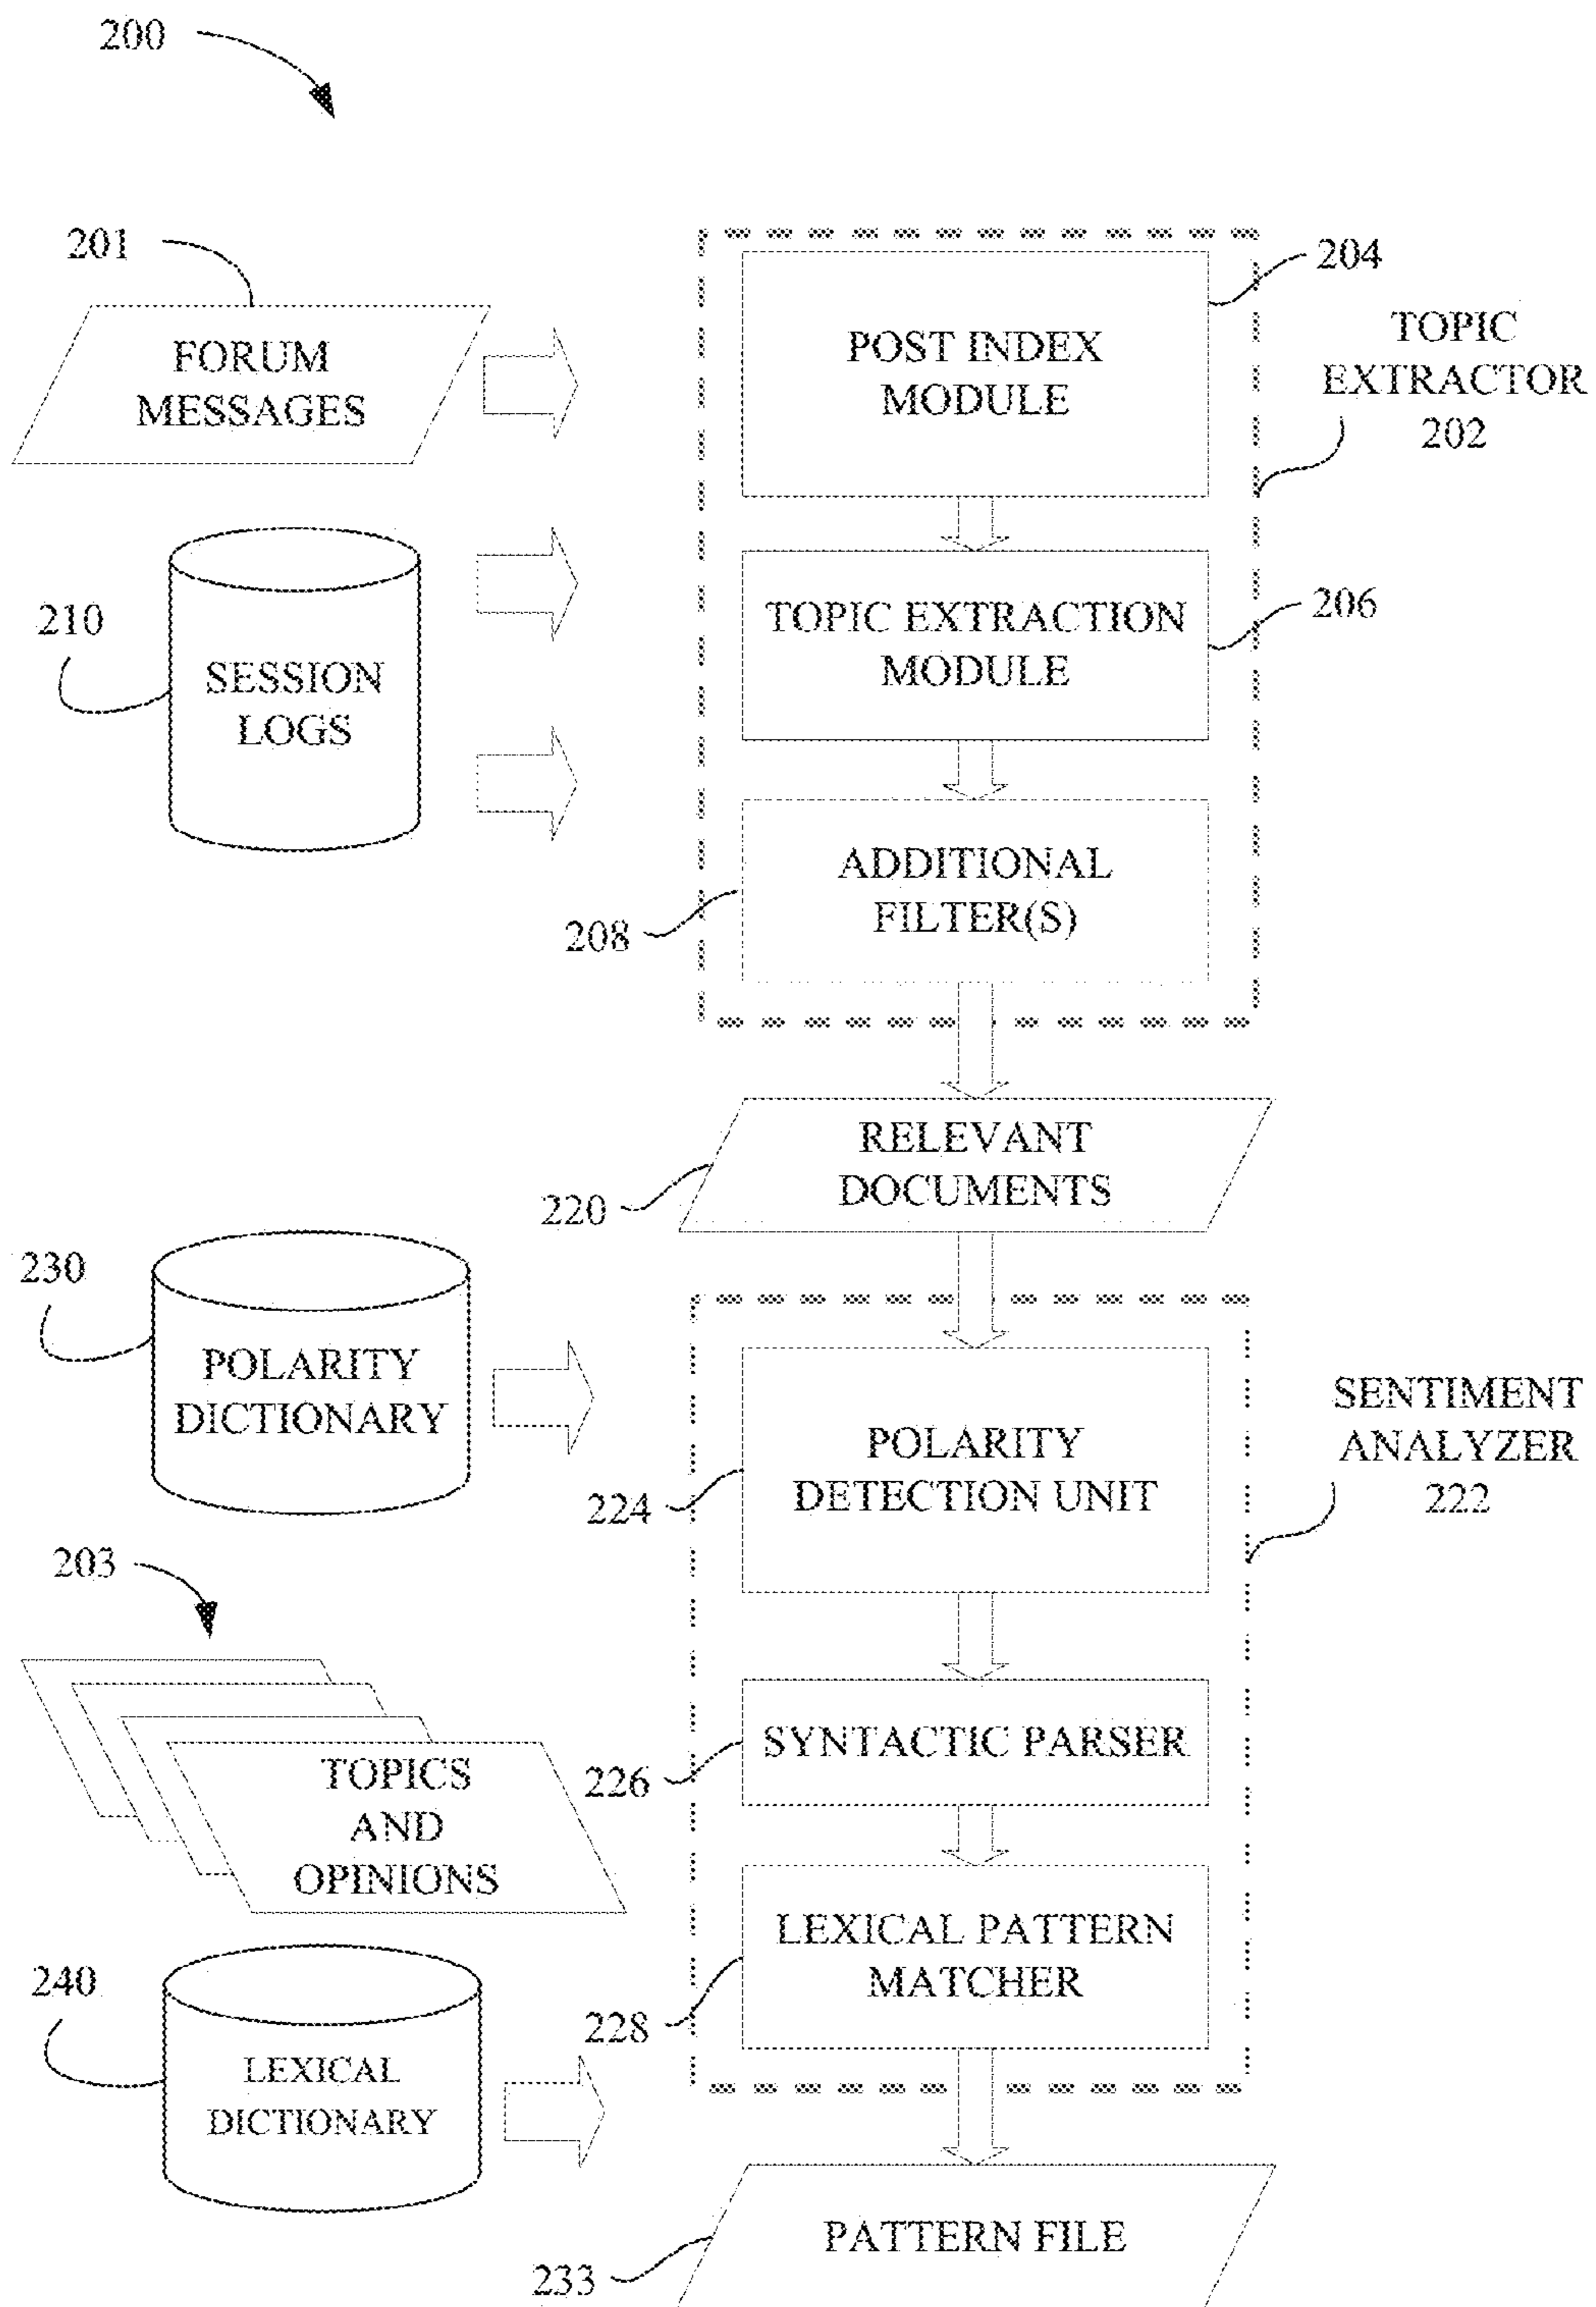 200
201
FORUM
MESSAGES
204
POST INDEX
MODULE
TOPIC
EXTRACTOR
202
210
SESSION
LOGS
TOPIC EXTRACTION
MODULE
206
ADDITIONAL
FILTER(S)
208
RELEVANT
DOCUMENTS
220
230
POLARITY
DICTIONARY
POLARITY
DETECTION UNIT
224
SENTIMENT
ANALYZER
222
203
TOPICS
AND
OPINIONS
SYNTACTIC PARSER
226
LEXICAL PATTERN
MATCHER
228
240
LEXICAL
DICTIONARY
PATTERN FILE
233